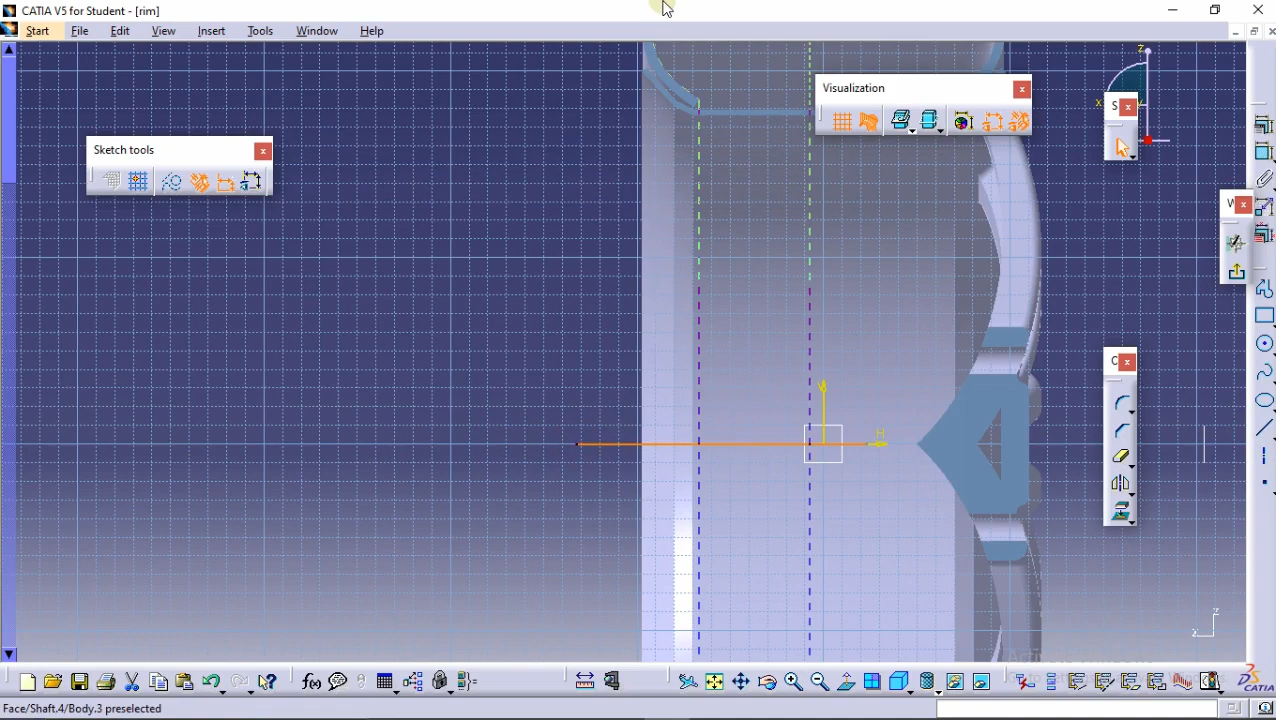 CATIA V5 for Student - [rim]
Start File Edit View Insert Tools Window Help
Visualization
Sketch tools
S
W
C
z
x
y
V
H
z
x
f(x)
CATIA
Face/Shaft.4/Body.3 preselected